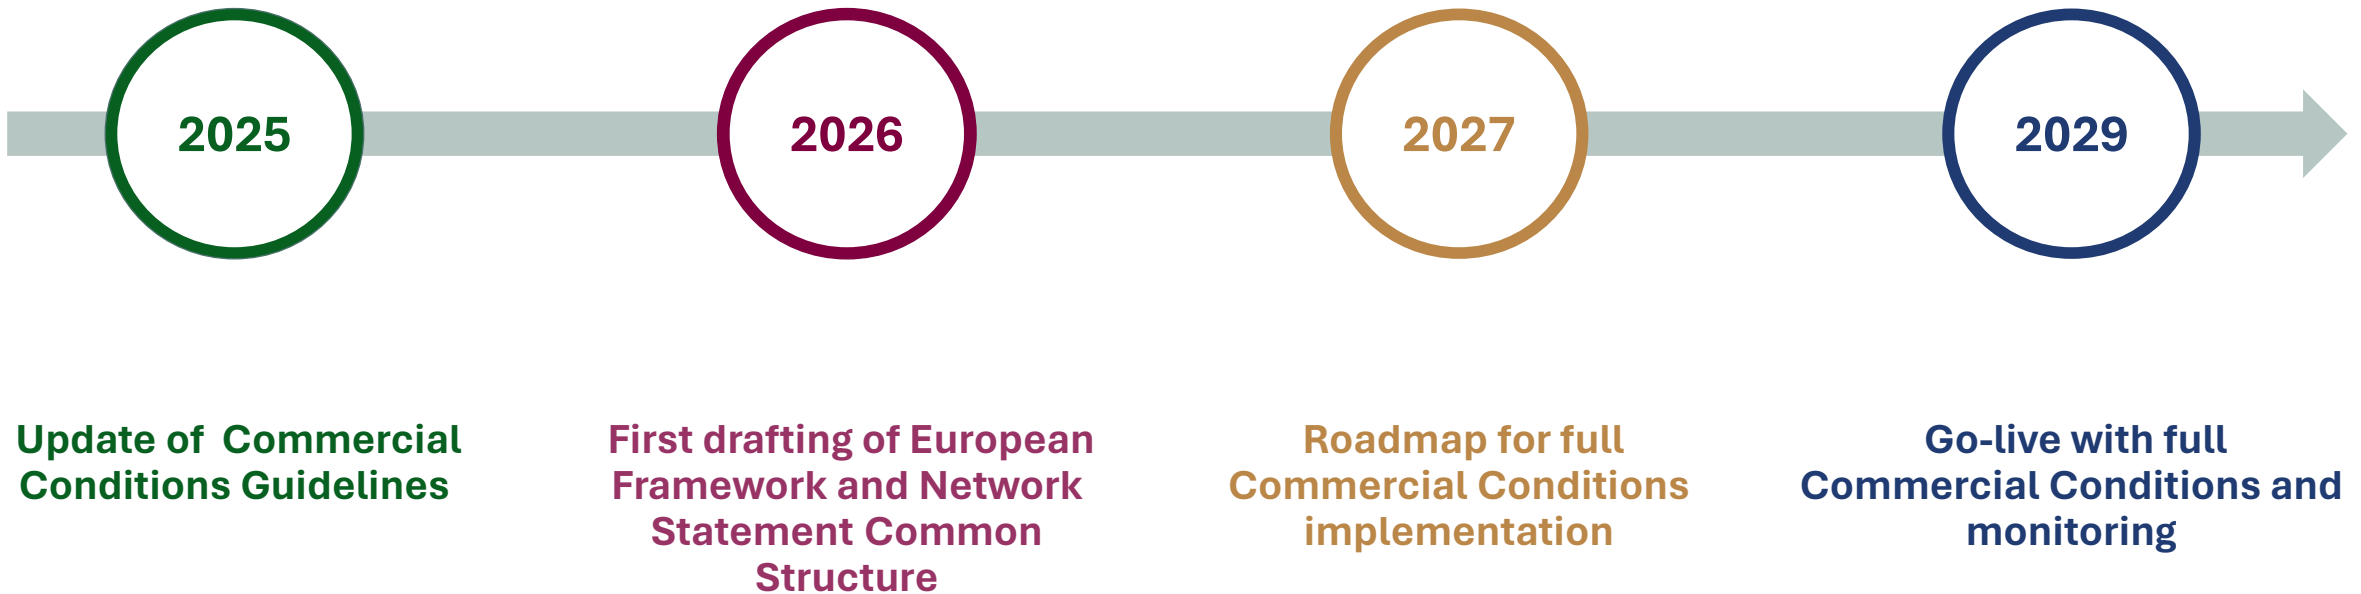 2025
2026
2027
2029
Update of  Commercial
Conditions Guidelines
First drafting of European
Framework and Network
Statement Common
Structure
Roadmap for full
Commercial Conditions
implementation
Go-live with full
Commercial Conditions and
monitoring